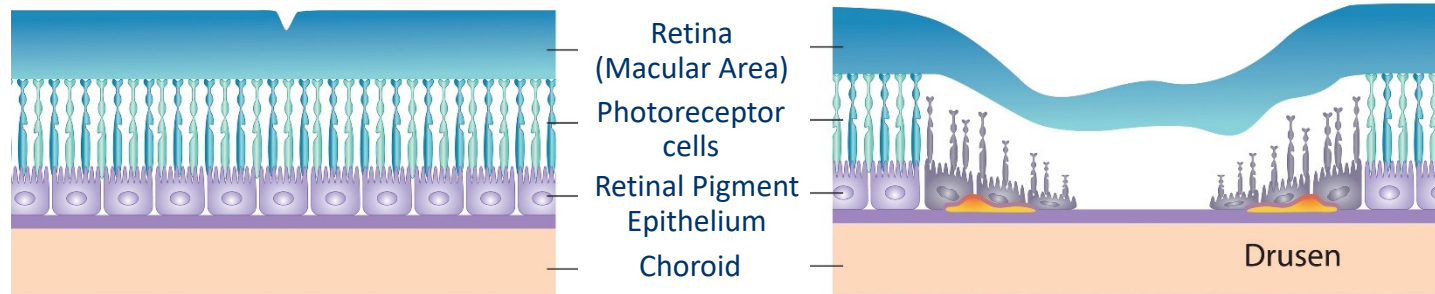 Retina
(Macular Area)
Photoreceptor
cells
Retinal Pigment
Epithelium
Choroid
Drusen